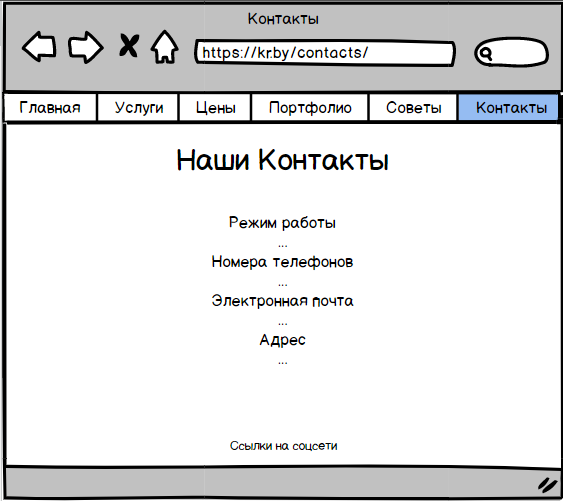 Контакты
https://kr.by/contacts/
Главная Услуги Цены Портфолио Советы Контакты
Наши Контакты
Режим работы
...
Номера телефонов
...
Электронная почта
...
Адрес
...
Ссылки на соцсети